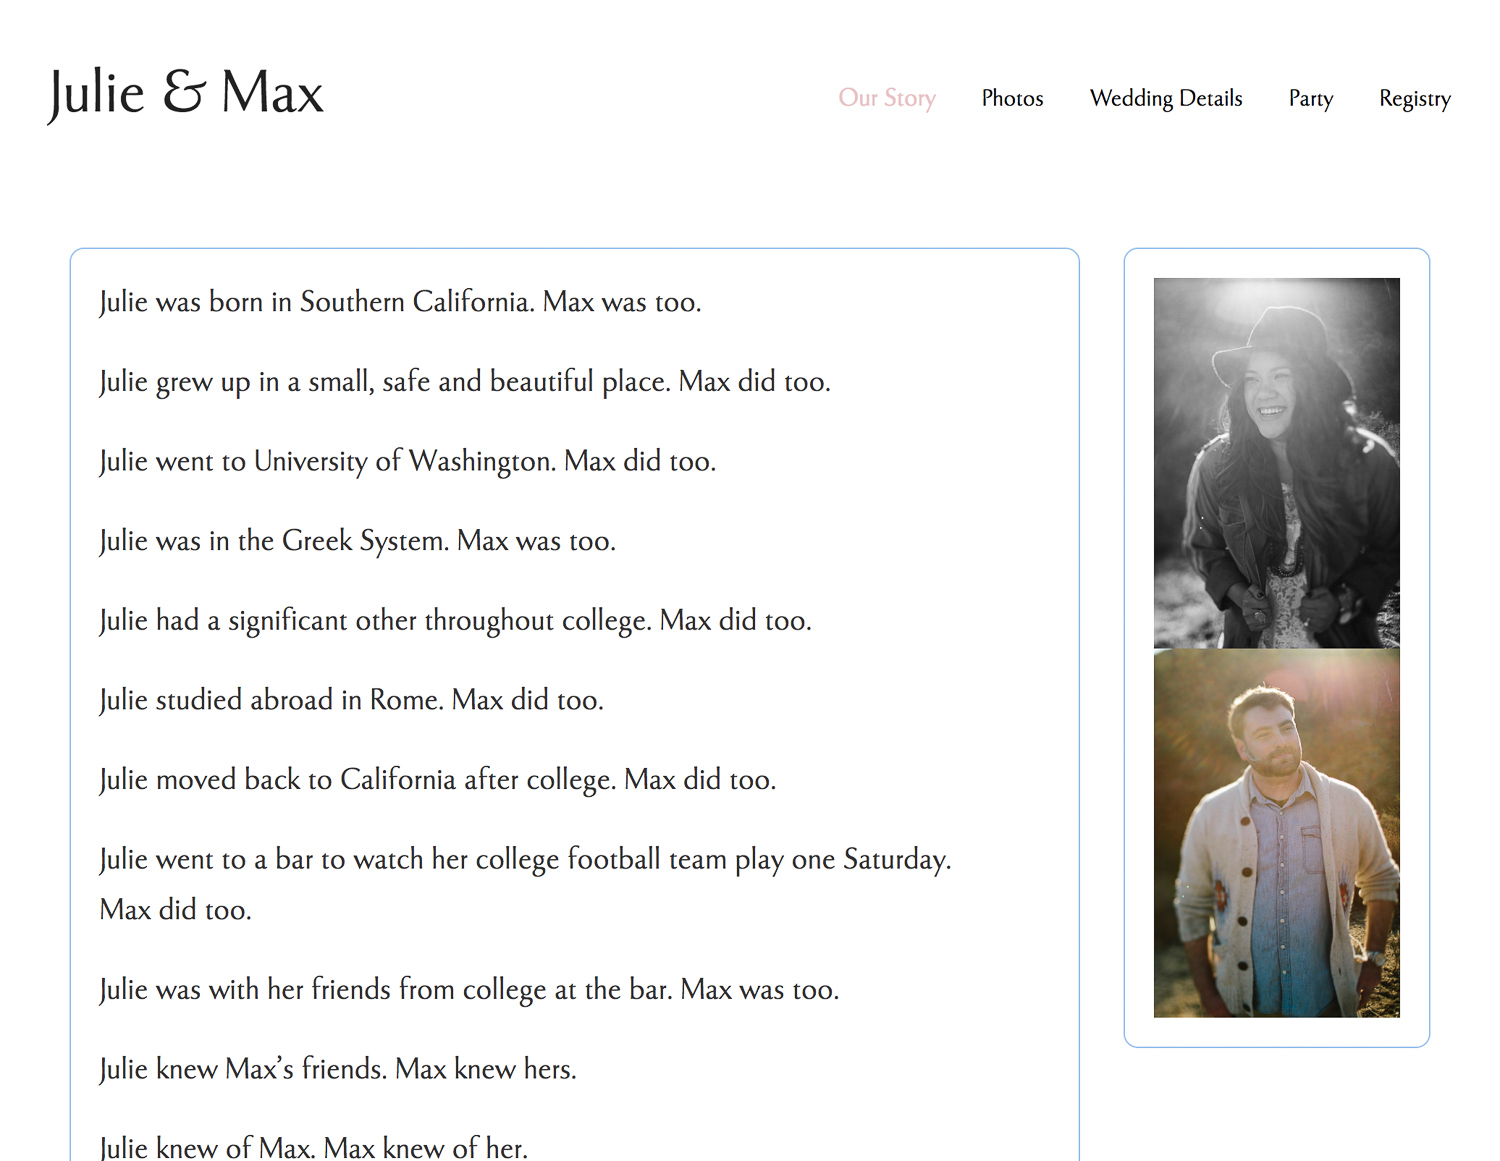 Julie & Max
Our Story
Photos
Wedding Details
Party
Registry
Julie was born in Southern California. Max was too.
Julie grew up in a small, safe and beautiful place. Max did too.
Julie went to University of Washington. Max did too.
Julie was in the Greek System. Max was too.
Julie had a significant other throughout college. Max did too.
Julie studied abroad in Rome. Max did too.
Julie moved back to California after college. Max did too.
Julie went to a bar to watch her college football team play one Saturday.
Max did too.
Julie was with her friends from college at the bar. Max was too.
Julie knew Max’s friends. Max knew hers.
Julie knew of Max. Max knew of her.